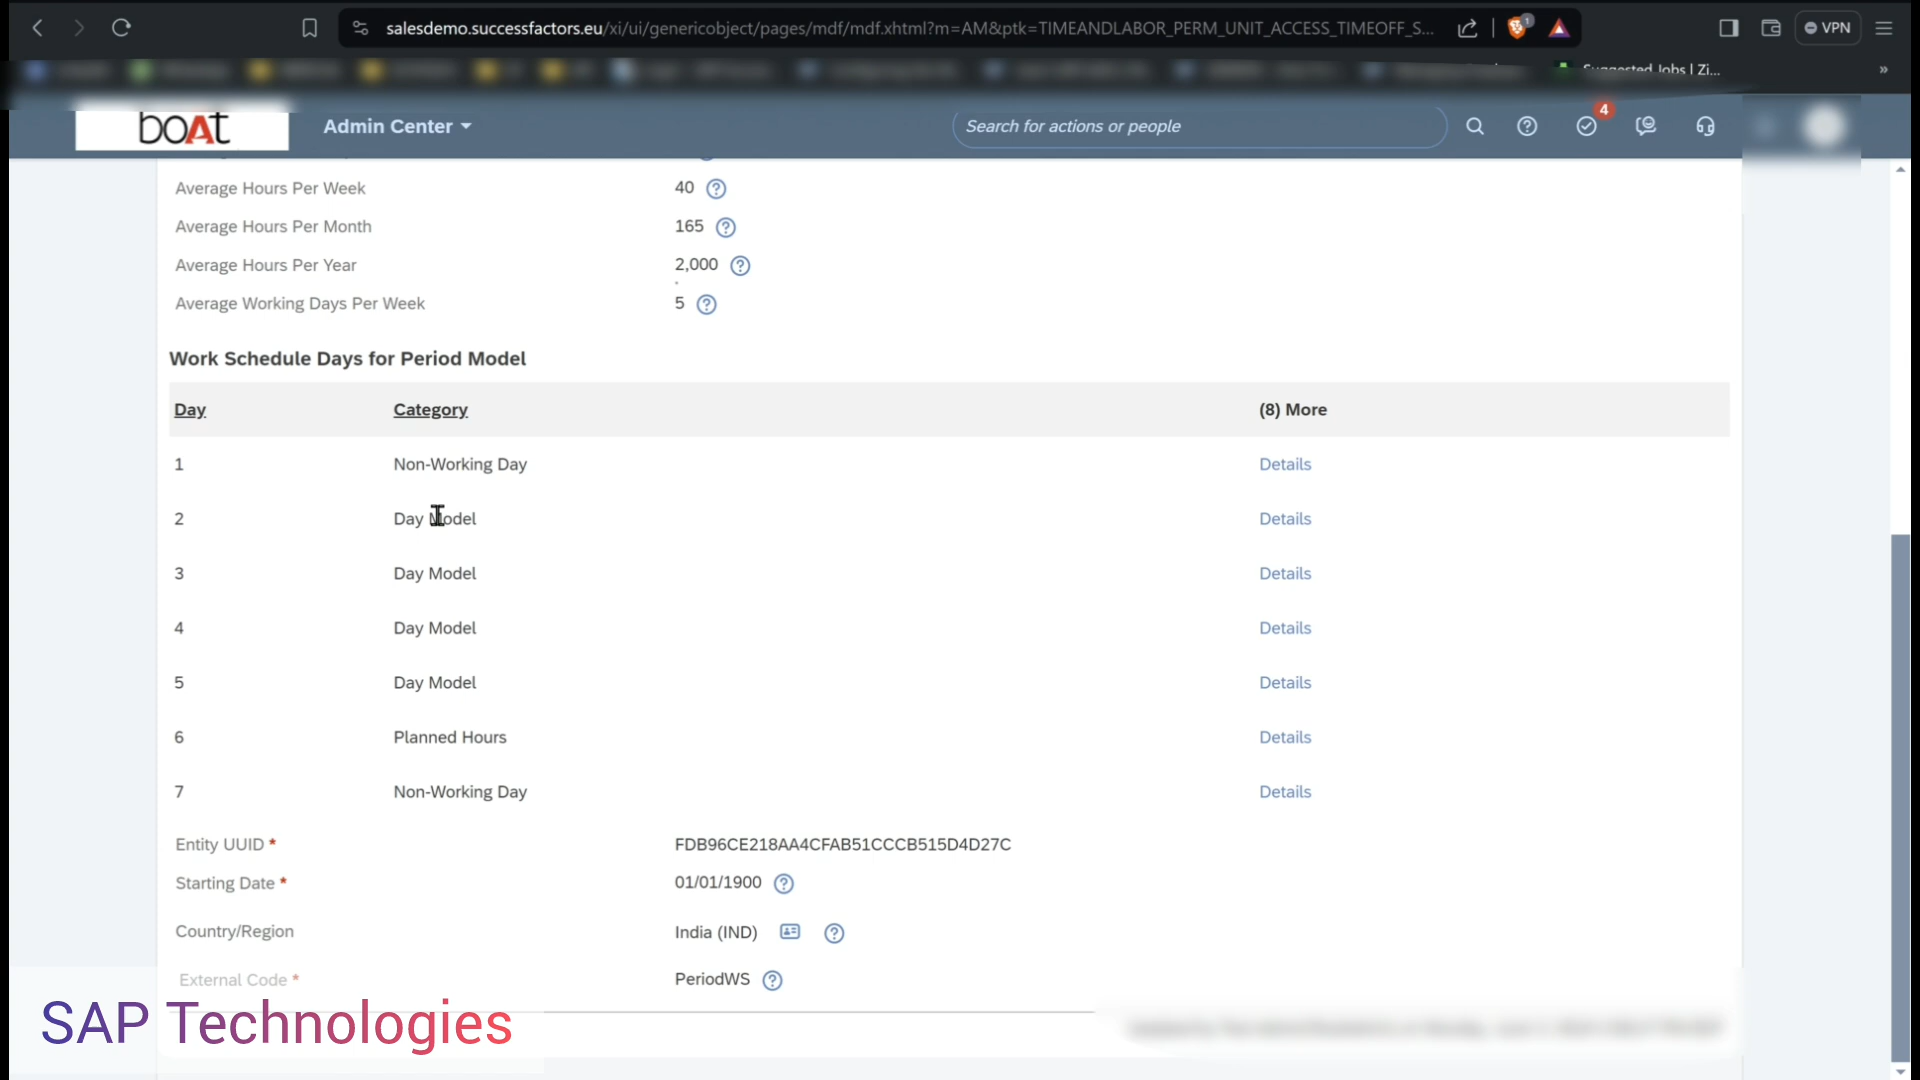 salesdemo.successfactors.eu/xi/ui/genericobject/pages/mdf/mdf.xhtml?m=AM&ptk=TIMEANDLABOR_PERM_UNIT_ACCESS_TIMEOFF_S...
1
VPN
Suggested Jobs | Zi...
»
boAt
Admin Center
Search for actions or people
4
Average Hours Per Week 40
Average Hours Per Month 165
Average Hours Per Year 2,000
Average Working Days Per Week 5
Work Schedule Days for Period Model
Day Category (8) More
1 Non-Working Day Details
2 Day Model Details
3 Day Model Details
4 Day Model Details
5 Day Model Details
6 Planned Hours Details
7 Non-Working Day Details
Entity UUID * FDB96CE218AA4CFAB51CCCB515D4D27C
Starting Date * 01/01/1900
Country/Region India (IND)
External Code * PeriodWS
SAP Technologies